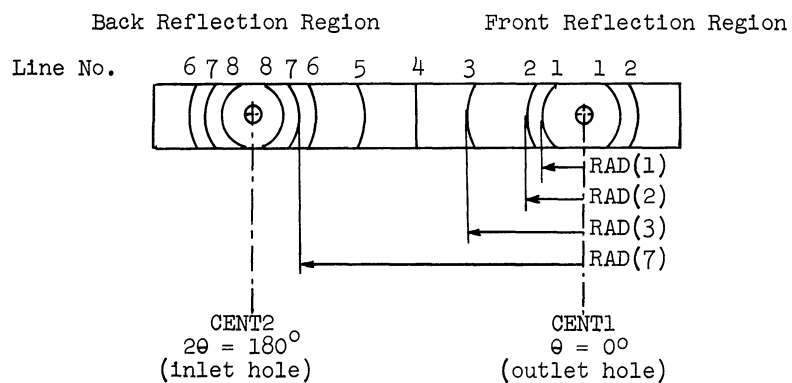 Back Reflection Region Front Reflection Region
Line No. 6 7 8 8 7 6 5 4 3 2 1 1 2
RAD(1)
RAD(2)
RAD(3)
RAD(7)
CENT2 CENT1
2θ = 180° θ = 0°
(inlet hole) (outlet hole)